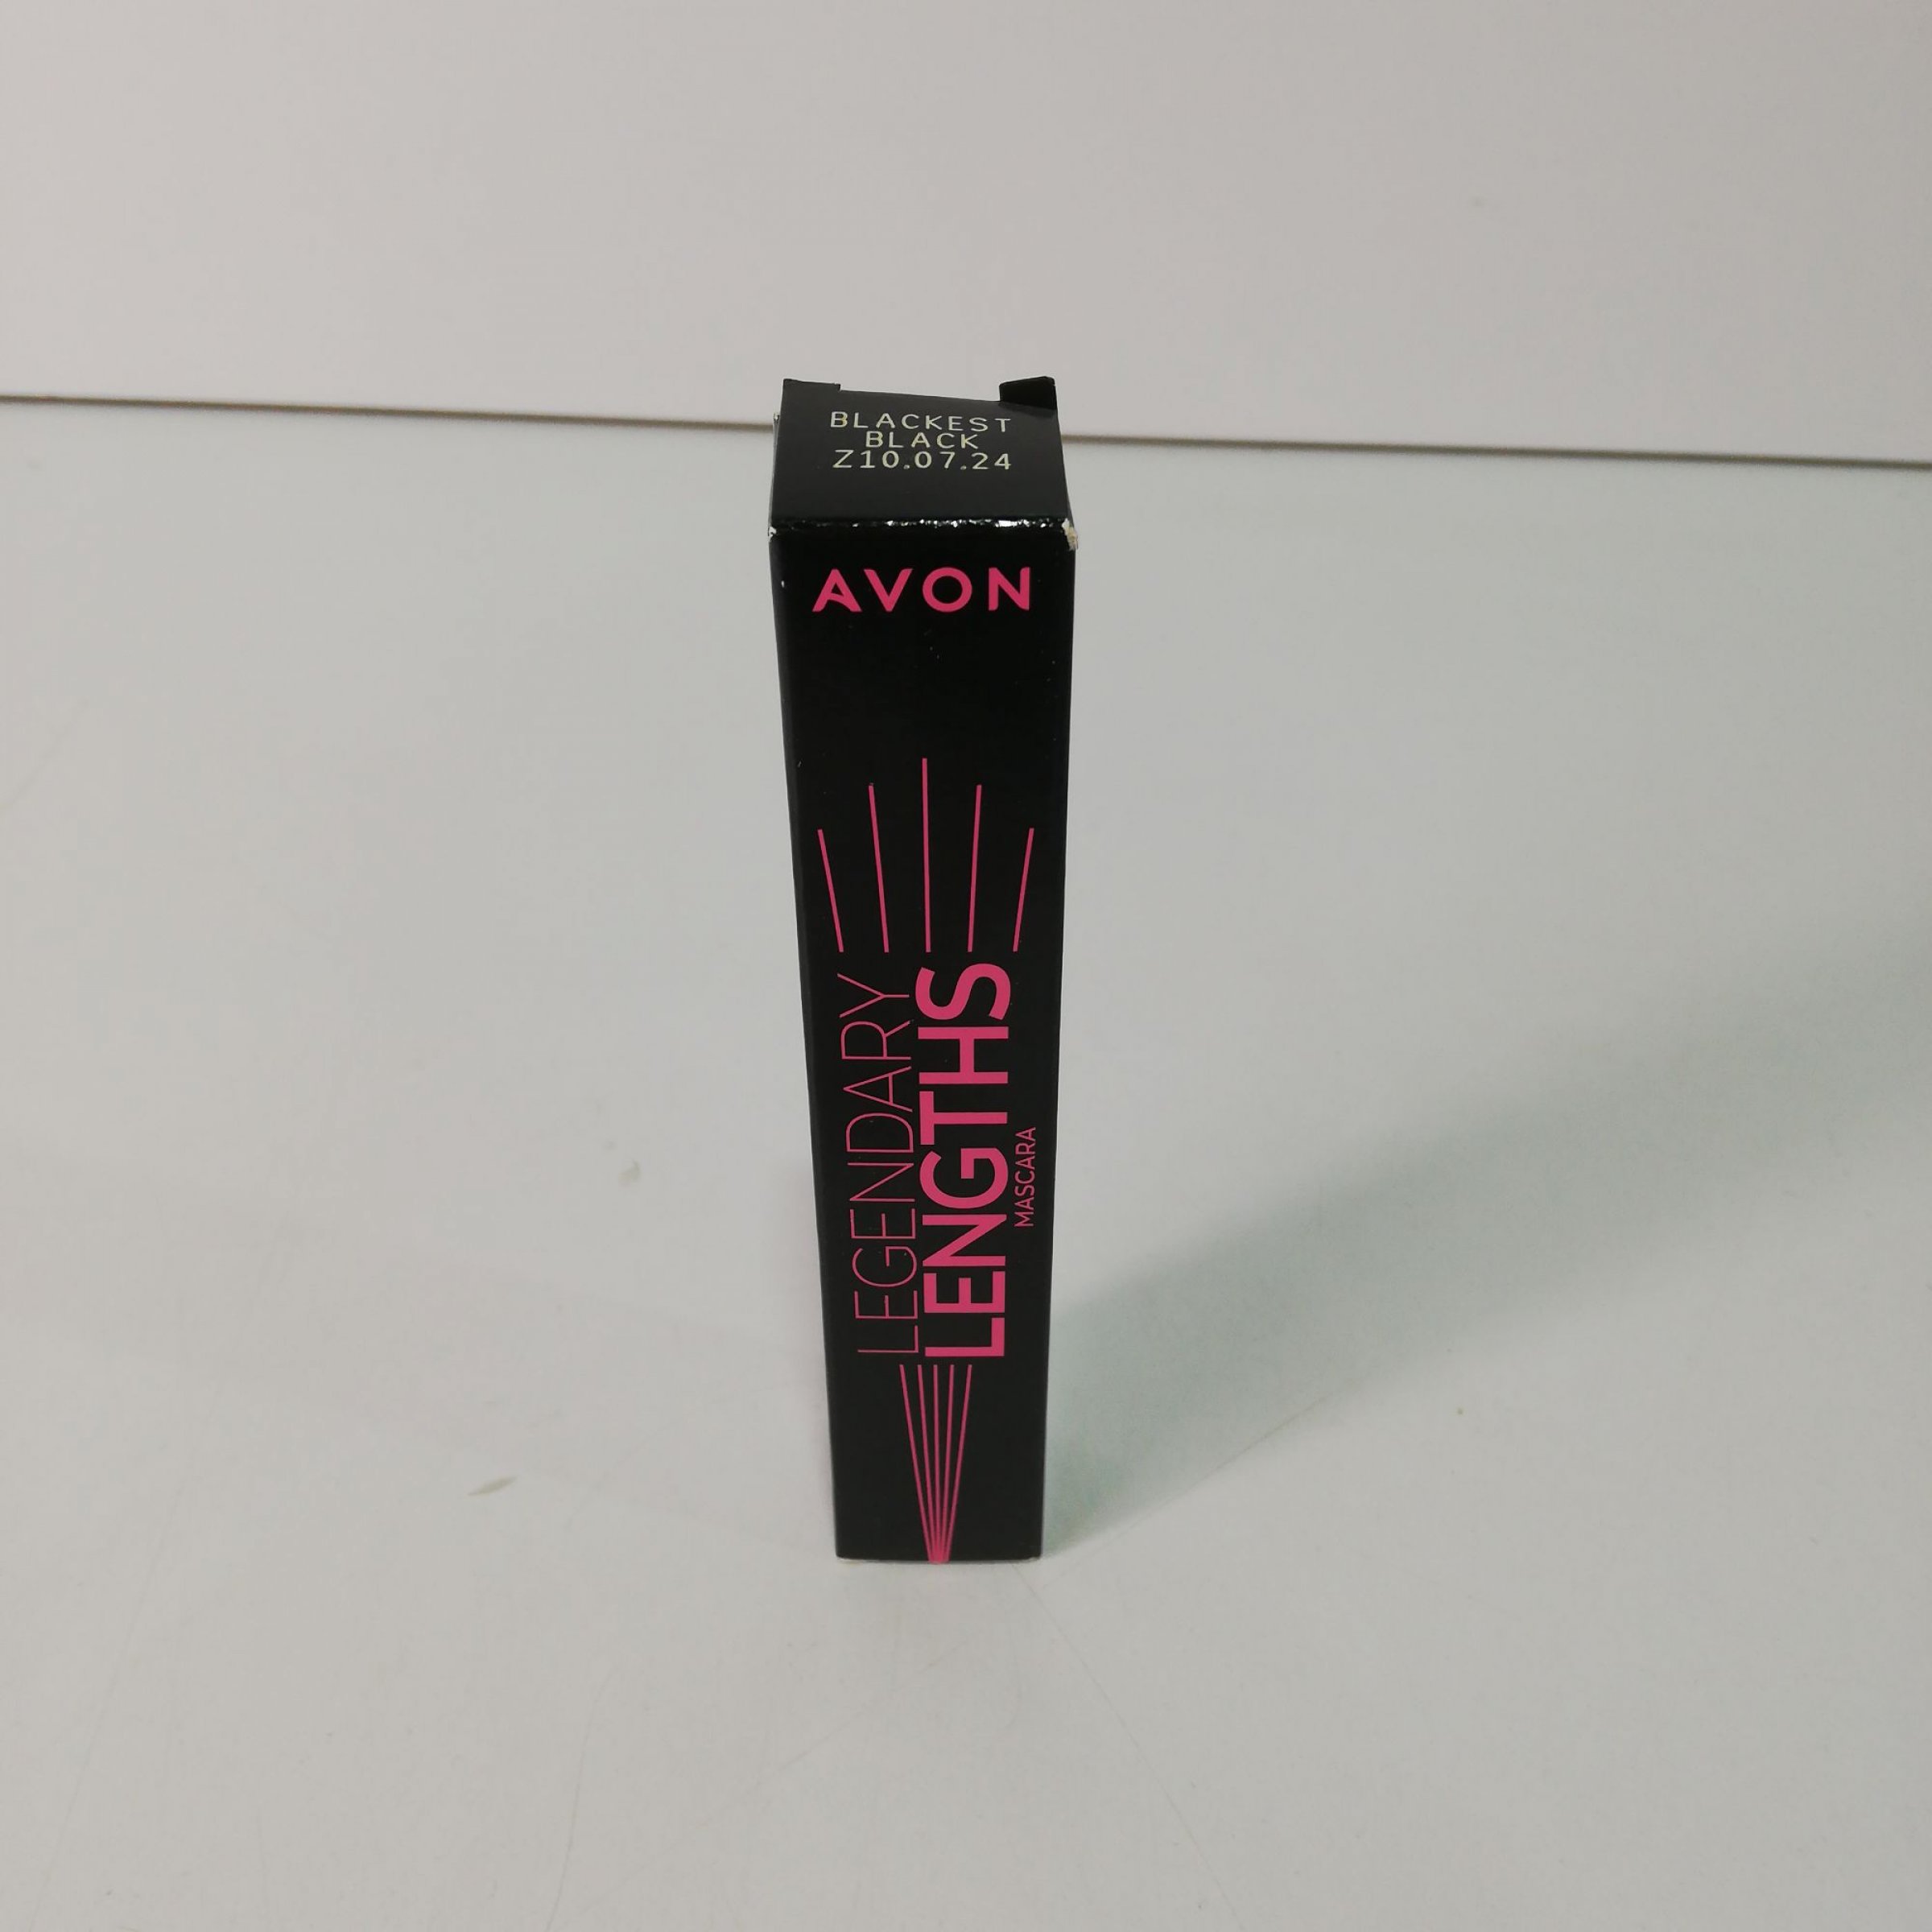 BLACKEST
BLACK
Z10.07.24
AVON
LEGENDARY
LENGTHS
MASCARA